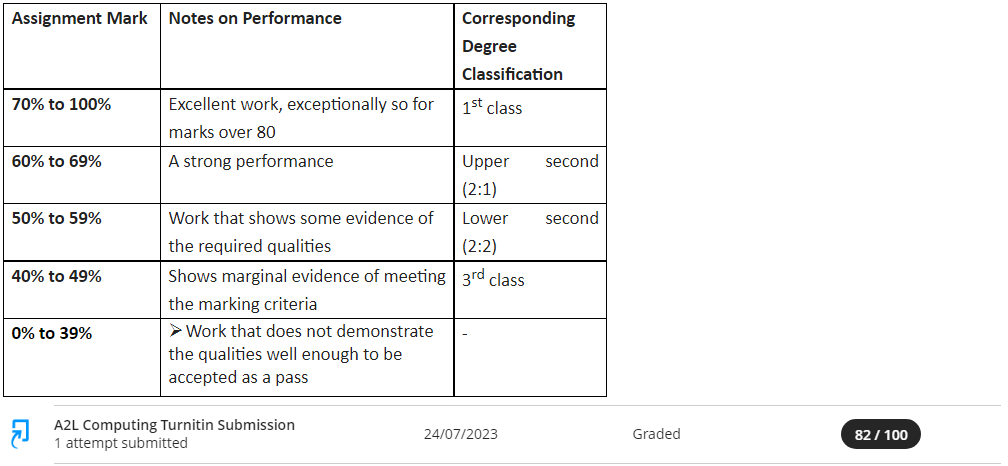 Assignment Mark Notes on Performance Corresponding
Degree
Classification
70% to 100% Excellent work, exceptionally so for 1st class
marks over 80
60% to 69% A strong performance Upper second
(2:1)
50% to 59% Work that shows some evidence of Lower second
the required qualities (2:2)
40% to 49% Shows marginal evidence of meeting 3rd class
the marking criteria
0% to 39% ➤ Work that does not demonstrate -
the qualities well enough to be
accepted as a pass
A2L Computing Turnitin Submission
1 attempt submitted 24/07/2023 Graded 82 / 100